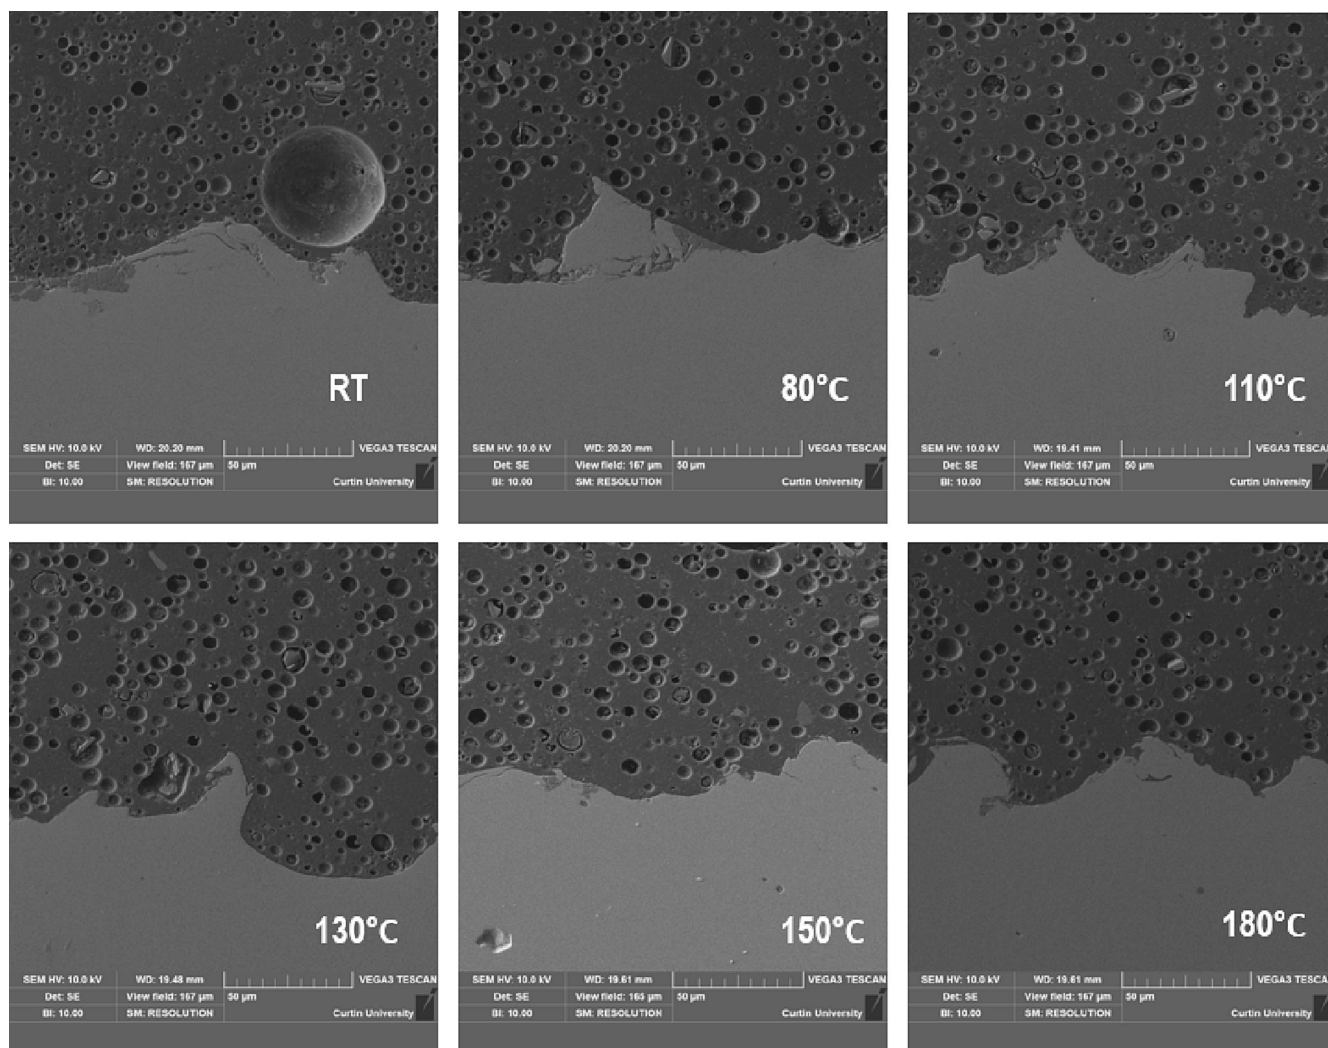 RT
SEM HV: 10.0 kV WD: 20.20 mm VEGA3 TESCAN
Det: SE View field: 167 µm 50 µm
BI: 10.00 SM: RESOLUTION Curtin University
80°C
SEM HV: 10.0 kV WD: 20.20 mm VEGA3 TESCAN
Det: SE View field: 167 µm 50 µm
BI: 10.00 SM: RESOLUTION Curtin University
110°C
SEM HV: 10.0 kV WD: 19.41 mm VEGA3 TESCAN
Det: SE View field: 167 µm 50 µm
BI: 10.00 SM: RESOLUTION Curtin University
130°C
SEM HV: 10.0 kV WD: 19.48 mm VEGA3 TESCAN
Det: SE View field: 167 µm 50 µm
BI: 10.00 SM: RESOLUTION Curtin University
150°C
SEM HV: 10.0 kV WD: 19.61 mm VEGA3 TESCAN
Det: SE View field: 165 µm 50 µm
BI: 10.00 SM: RESOLUTION Curtin University
180°C
SEM HV: 10.0 kV WD: 19.61 mm VEGA3 TESCAN
Det: SE View field: 167 µm 50 µm
BI: 10.00 SM: RESOLUTION Curtin University